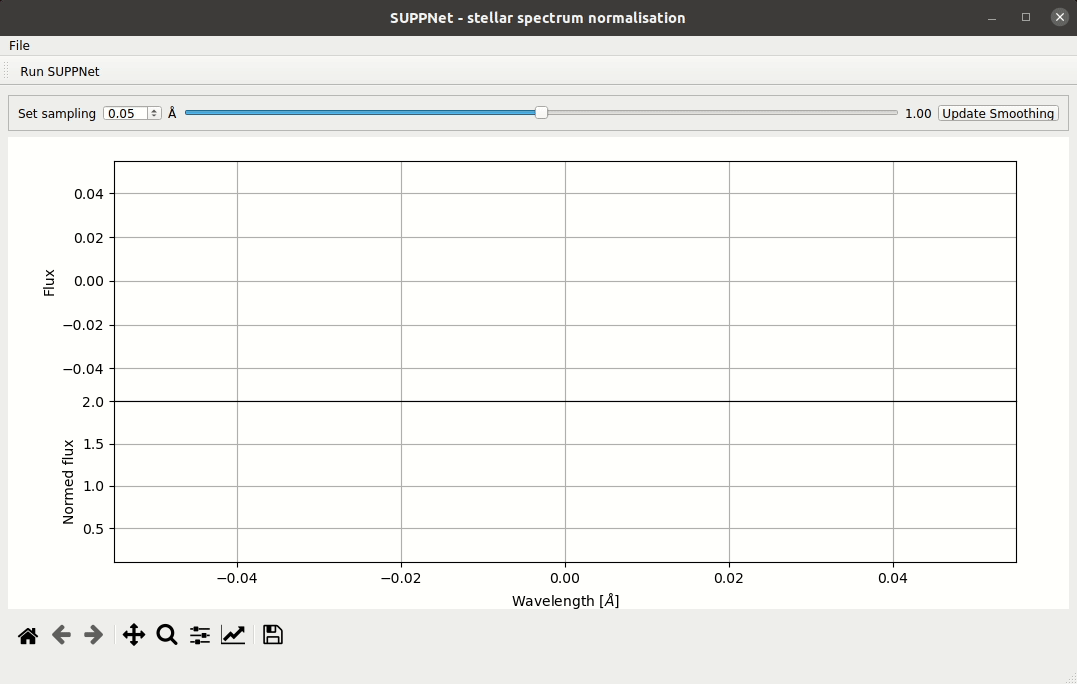 SUPPNet - stellar spectrum normalisation
File
Run SUPPNet
Set sampling 0.05 Å 1.00 Update Smoothing
0.04
0.02
0.00
−0.02
−0.04
Flux
2.0
1.5
1.0
0.5
Normed flux
−0.04 −0.02 0.00 0.02 0.04
Wavelength [Å]